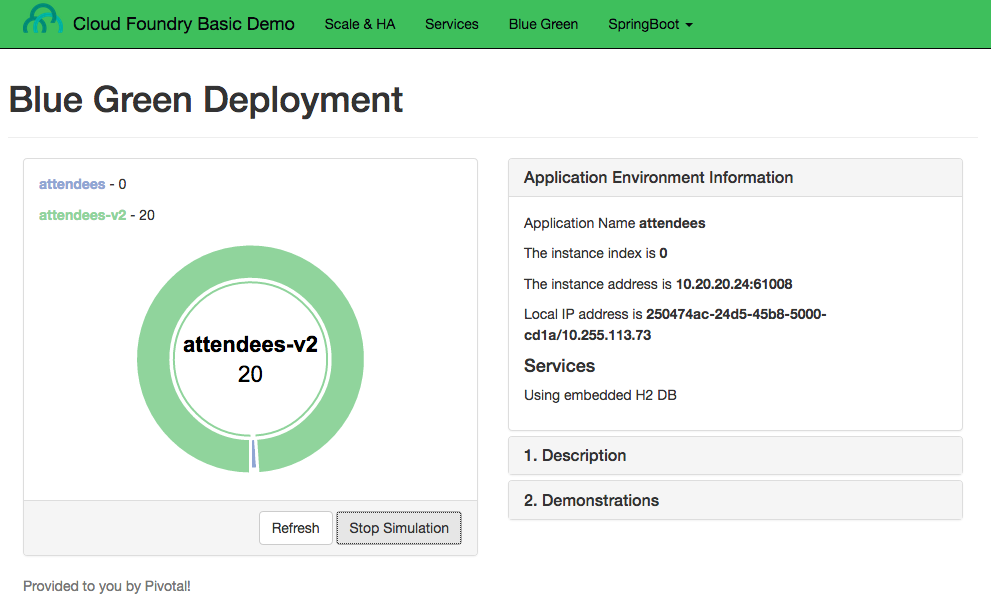 Cloud Foundry Basic Demo Scale & HA Services Blue Green SpringBoot
Blue Green Deployment
attendees - 0
attendees-v2 - 20
attendees-v2
20
Refresh Stop Simulation
Application Environment Information
Application Name attendees
The instance index is 0
The instance address is 10.20.20.24:61008
Local IP address is 250474ac-24d5-45b8-5000-
cd1a/10.255.113.73
Services
Using embedded H2 DB
1. Description
2. Demonstrations
Provided to you by Pivotal!